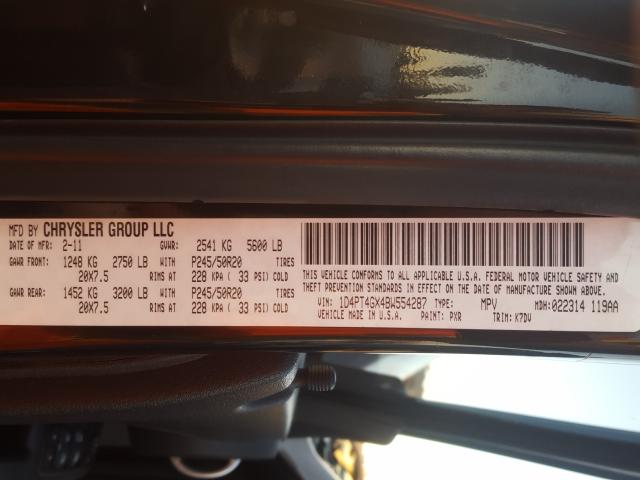 MFD BY CHRYSLER GROUP LLC
DATE OF MFR: 2-11 GVWR: 2541 KG 5600 LB
GAWR FRONT: 1248 KG 2750 LB P245/50R20 TIRES
20X7.5 RIMS AT 228 KPA ( 33 PSI) COLD
GAWR REAR: 1452 KG 3200 LB P245/50R20 TIRES
20X7.5 RIMS AT 228 KPA ( 33 PSI) COLD
THIS VEHICLE CONFORMS TO ALL APPLICABLE U.S.A. FEDERAL MOTOR VEHICLE SAFETY AND
THEFT PREVENTION STANDARDS IN EFFECT ON THE DATE OF MANUFACTURE SHOWN ABOVE.
VIN: 1D4PT4GX4BW554287 TYPE: MPV MDH: 022314 119AA
VEHICLE MADE IN U.S.A. PAINT: PXR TRIM: K7DV